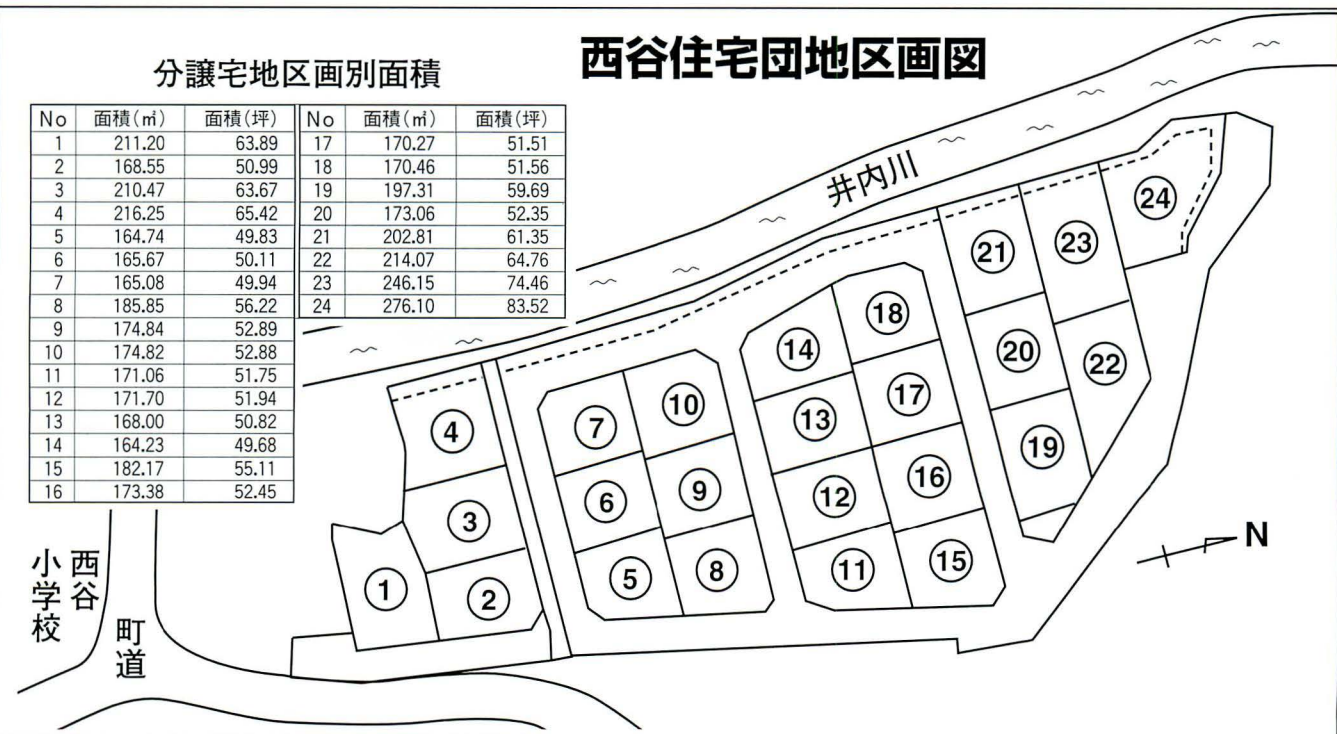 西谷住宅団地区画図
分譲宅地区画別面積
No 面積(㎡) 面積(坪)
1 211.20 63.89
2 168.55 50.99
3 210.47 63.67
4 216.25 65.42
5 164.74 49.83
6 165.67 50.11
7 165.08 49.94
8 185.85 56.22
9 174.84 52.89
10 174.82 52.88
11 171.06 51.75
12 171.70 51.94
13 168.00 50.82
14 164.23 49.68
15 182.17 55.11
16 173.38 52.45
No 面積(㎡) 面積(坪)
17 170.27 51.51
18 170.46 51.56
19 197.31 59.69
20 173.06 52.35
21 202.81 61.35
22 214.07 64.76
23 246.15 74.46
24 276.10 83.52
井内川
24
23
21
18
14
20
22
10
17
7
13
4
19
9
16
6
12
3
15
11
8
5
2
1
N
西谷
小学校
町道